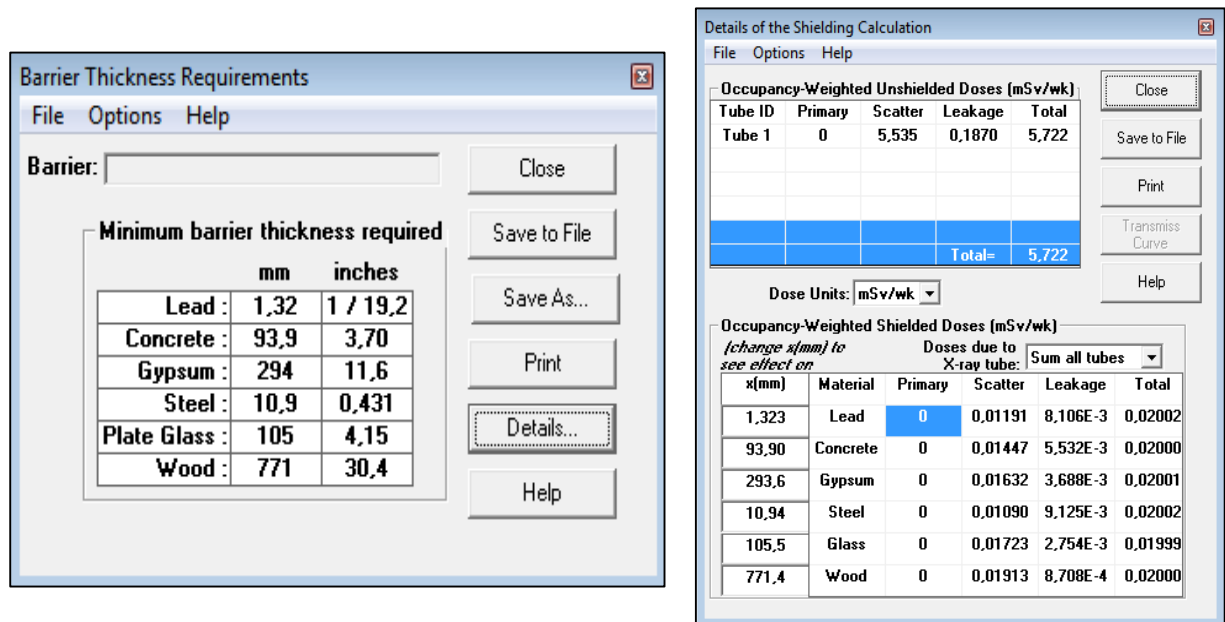 Barrier Thickness Requirements
File Options Help
Barrier:
Close
Save to File
Save As...
Print
Details...
Help
Minimum barrier thickness required
mm inches
Lead : 1,32 1 / 19,2
Concrete : 93,9 3,70
Gypsum : 294 11,6
Steel : 10,9 0,431
Plate Glass : 105 4,15
Wood : 771 30,4
Details of the Shielding Calculation
File Options Help
Occupancy-Weighted Unshielded Doses (mSv/wk)
Tube ID Primary Scatter Leakage Total
Tube 1 0 5,535 0,1870 5,722
Total= 5,722
Close
Save to File
Print
Transmiss
Curve
Help
Dose Units: mSv/wk
Occupancy-Weighted Shielded Doses (mSv/wk)
(change x(mm) to
see effect on
Doses due to
X-ray tube: Sum all tubes
x(mm) Material Primary Scatter Leakage Total
1,323 Lead 0 0,01191 8,106E-3 0,02002
93,90 Concrete 0 0,01447 5,532E-3 0,02000
293,6 Gypsum 0 0,01632 3,688E-3 0,02001
10,94 Steel 0 0,01090 9,125E-3 0,02002
105,5 Glass 0 0,01723 2,754E-3 0,01999
771,4 Wood 0 0,01913 8,708E-4 0,02000